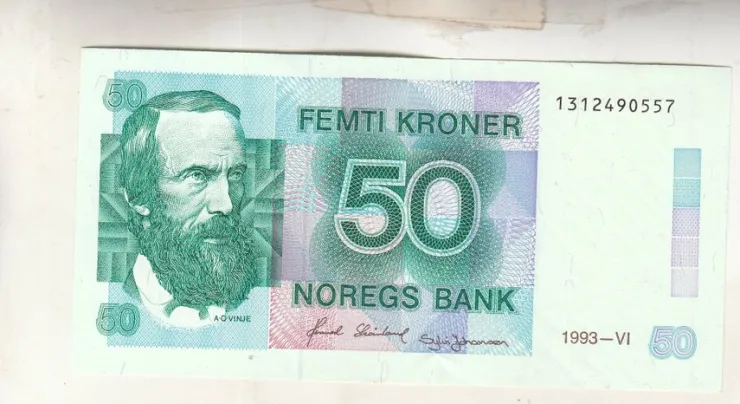 50
FEMTI KRONER
1312490557
50
NOREGS BANK
50
A·O·VINJE
1993–VI
50